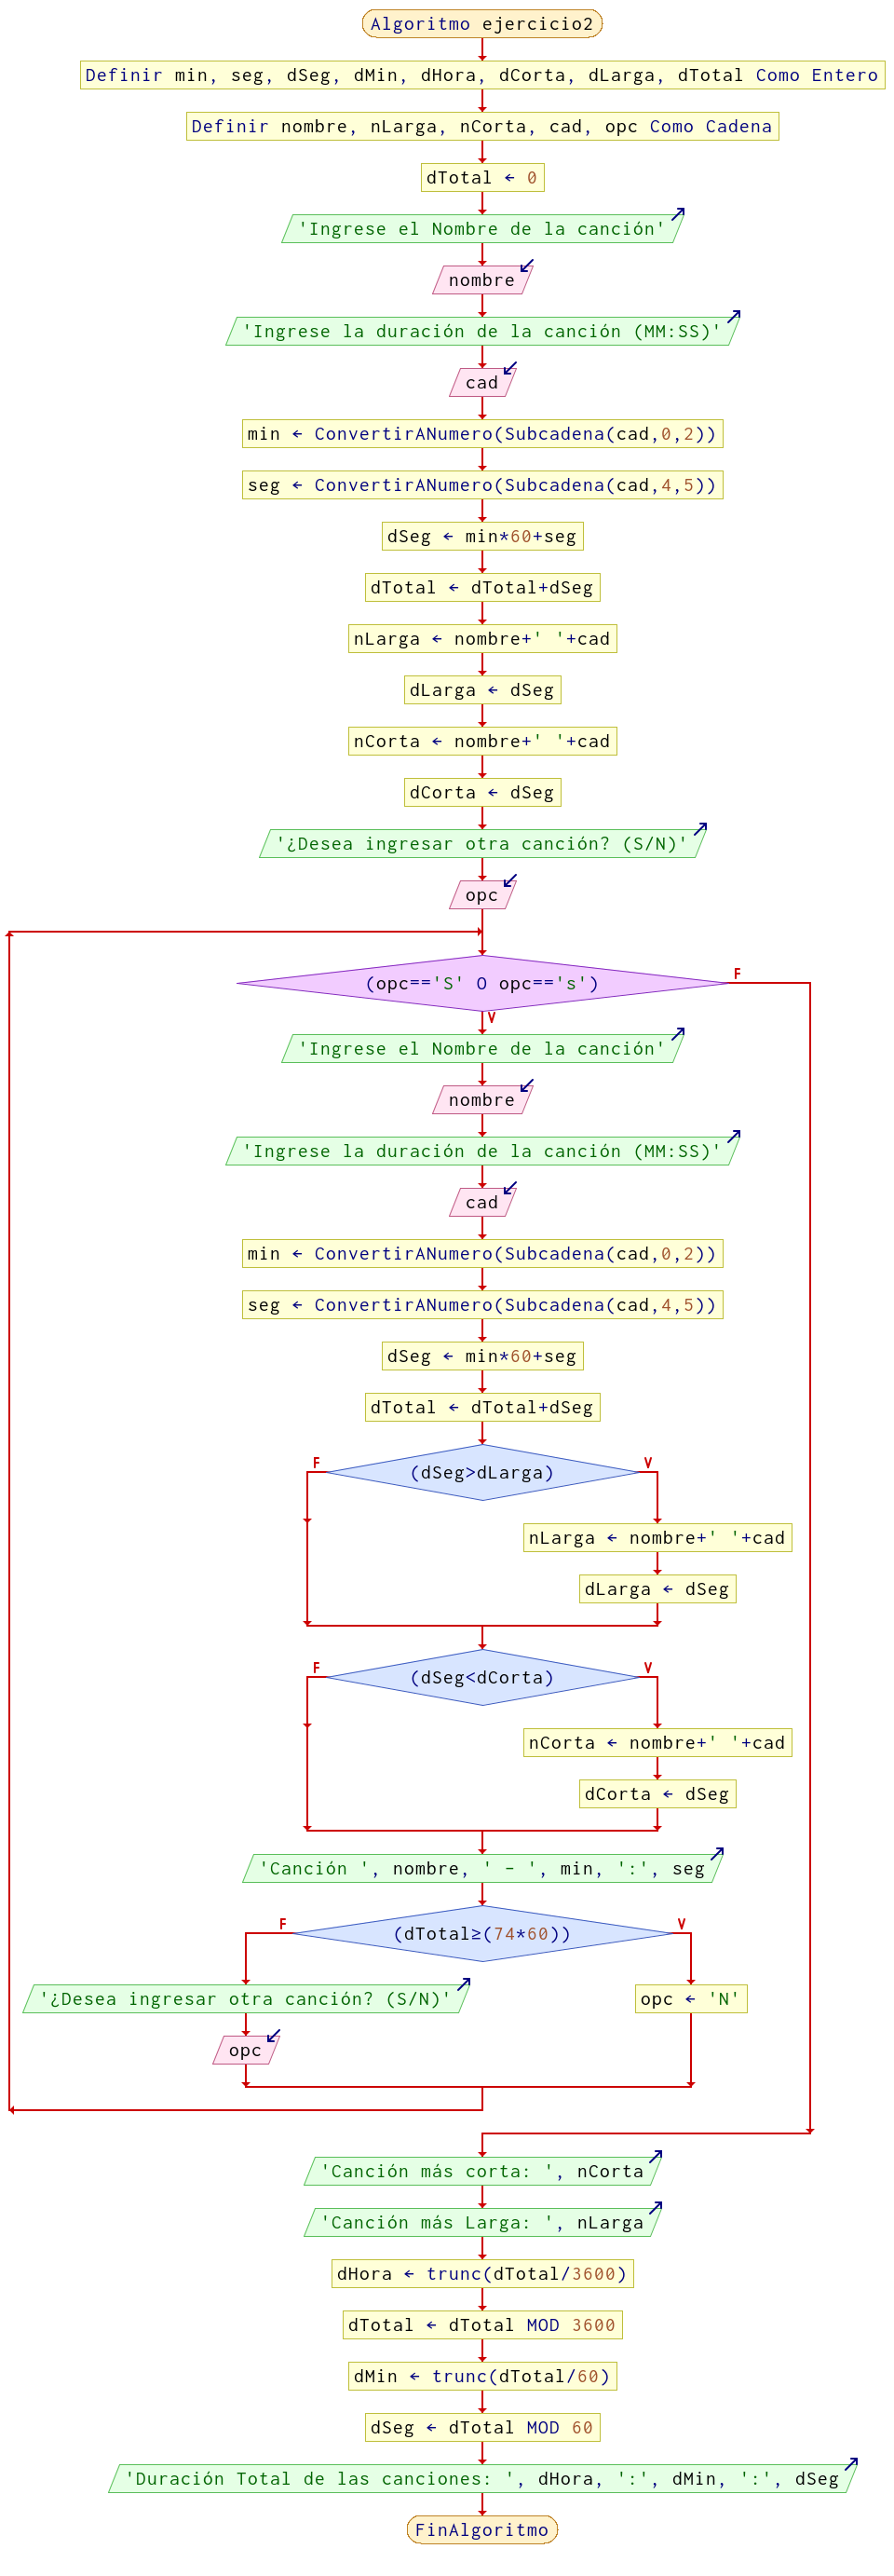 Algoritmo ejercicio2
Definir min, seg, dSeg, dMin, dHora, dCorta, dLarga, dTotal Como Entero
Definir nombre, nLarga, nCorta, cad, opc Como Cadena
dTotal ← 0
'Ingrese el Nombre de la canción'
nombre
'Ingrese la duración de la canción (MM:SS)'
cad
min ← ConvertirANumero(Subcadena(cad,0,2))
seg ← ConvertirANumero(Subcadena(cad,4,5))
dSeg ← min*60+seg
dTotal ← dTotal+dSeg
nLarga ← nombre+' '+cad
dLarga ← dSeg
nCorta ← nombre+' '+cad
dCorta ← dSeg
'¿Desea ingresar otra canción? (S/N)'
opc
(opc=='S' O opc=='s')
F
V
'Ingrese el Nombre de la canción'
nombre
'Ingrese la duración de la canción (MM:SS)'
cad
min ← ConvertirANumero(Subcadena(cad,0,2))
seg ← ConvertirANumero(Subcadena(cad,4,5))
dSeg ← min*60+seg
dTotal ← dTotal+dSeg
F
V
(dSeg>dLarga)
nLarga ← nombre+' '+cad
dLarga ← dSeg
F
V
(dSeg<dCorta)
nCorta ← nombre+' '+cad
dCorta ← dSeg
'Canción ', nombre, ' - ', min, ':', seg
F
V
(dTotal≥(74*60))
'¿Desea ingresar otra canción? (S/N)'
opc ← 'N'
opc
'Canción más corta: ', nCorta
'Canción más Larga: ', nLarga
dHora ← trunc(dTotal/3600)
dTotal ← dTotal MOD 3600
dMin ← trunc(dTotal/60)
dSeg ← dTotal MOD 60
'Duración Total de las canciones: ', dHora, ':', dMin, ':', dSeg
FinAlgoritmo